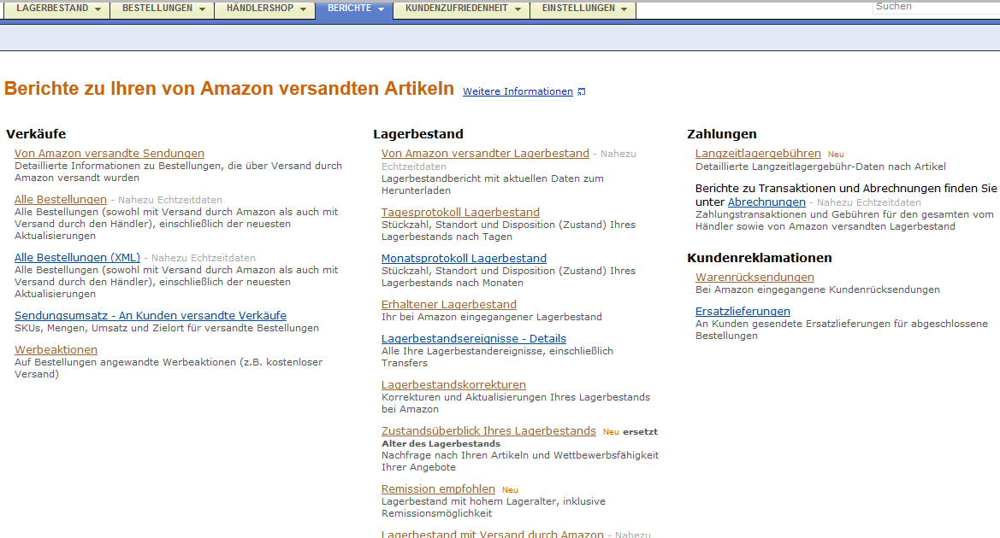 LAGERBESTAND BESTELLUNGEN HÄNDLERSHOP BERICHTE KUNDENZUFRIEDENHEIT EINSTELLUNGEN Suchen
Berichte zu Ihren von Amazon versandten Artikeln Weitere Informationen
Verkäufe
Von Amazon versandte Sendungen
Detaillierte Informationen zu Bestellungen, die über Versand durch
Amazon versandt wurden
Alle Bestellungen - Nahezu Echtzeitdaten
Alle Bestellungen (sowohl mit Versand durch Amazon als auch mit
Versand durch den Händler), einschließlich der neuesten
Aktualisierungen
Alle Bestellungen (XML) - Nahezu Echtzeitdaten
Alle Bestellungen (sowohl mit Versand durch Amazon als auch mit
Versand durch den Händler), einschließlich der neuesten
Aktualisierungen
Sendungsumsatz - An Kunden versandte Verkäufe
SKUs, Mengen, Umsatz und Zielort für versandte Bestellungen
Werbeaktionen
Auf Bestellungen angewandte Werbeaktionen (z.B. kostenloser
Versand)
Lagerbestand
Von Amazon versandter Lagerbestand - Nahezu
Echtzeitdaten
Lagerbestandbericht mit aktuellen Daten zum
Herunterladen
Tagesprotokoll Lagerbestand
Stückzahl, Standort und Disposition (Zustand) Ihres
Lagerbestands nach Tagen
Monatsprotokoll Lagerbestand
Stückzahl, Standort und Disposition (Zustand) Ihres
Lagerbestands nach Monaten
Erhaltener Lagerbestand
Ihr bei Amazon eingegangener Lagerbestand
Lagerbestandsereignisse - Details
Alle Ihre Lagerbestandereignisse, einschließlich
Transfers
Lagerbestandskorrekturen
Korrekturen und Aktualisierungen Ihres Lagerbestands
bei Amazon
Zustandsüberblick Ihres Lagerbestands Neu ersetzt
Alter des Lagerbestands
Nachfrage nach Ihren Artikeln und Wettbewerbsfähigkeit
Ihrer Angebote
Remission empfohlen Neu
Lagerbestand mit hohem Lageralter, inklusive
Remissionsmöglichkeit
Lagerbestand mit Versand durch Amazon - Nahezu
Zahlungen
Langzeitlagergebühren Neu
Detaillierte Langzeitlagergebühr-Daten nach Artikel
Berichte zu Transaktionen und Abrechnungen finden Sie
unter Abrechnungen - Nahezu Echtzeitdaten
Zahlungstransaktionen und Gebühren für den gesamten vom
Händler sowie von Amazon versandten Lagerbestand
Kundenreklamationen
Warenrücksendungen
Bei Amazon eingegangene Kundenrücksendungen
Ersatzlieferungen
An Kunden gesendete Ersatzlieferungen für abgeschlossene
Bestellungen